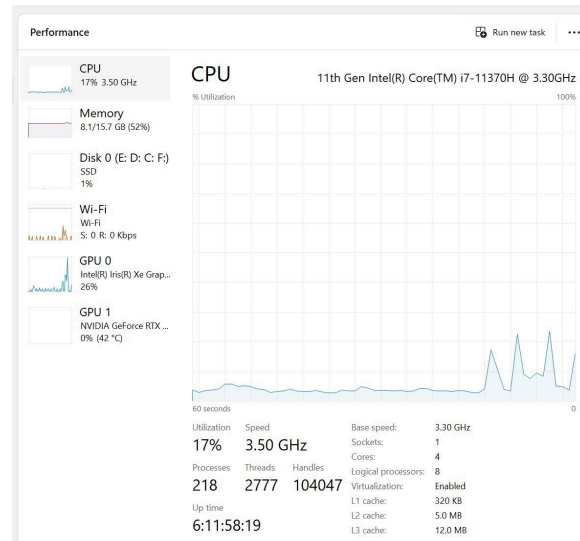 Performance
Run new task
CPU
17% 3.50 GHz
Memory
8.1/15.7 GB (52%)
Disk 0 (E: D: C: F:)
SSD
1%
Wi-Fi
Wi-Fi
S: 0 R: 0 Kbps
GPU 0
Intel(R) Iris(R) Xe Grap...
26%
GPU 1
NVIDIA GeForce RTX ...
0% (42 °C)
CPU 11th Gen Intel(R) Core(TM) i7-11370H @ 3.30GHz
% Utilization 100%
60 seconds 0
Utilization Speed
17% 3.50 GHz
Processes Threads Handles
218 2777 104047
Up time
6:11:58:19
Base speed: 3.30 GHz
Sockets: 1
Cores: 4
Logical processors: 8
Virtualization: Enabled
L1 cache: 320 KB
L2 cache: 5.0 MB
L3 cache: 12.0 MB